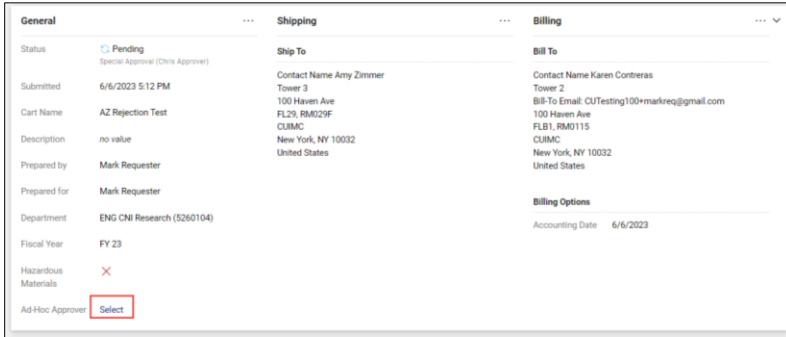 General ...
Status Pending
Special Approval (Chris Approver)
Submitted 6/6/2023 5:12 PM
Cart Name AZ Rejection Test
Description no value
Prepared by Mark Requester
Prepared for Mark Requester
Department ENG CNI Research (5260104)
Fiscal Year FY 23
Hazardous
Materials
Ad-Hoc Approver Select
Shipping ...
Ship To
Contact Name Amy Zimmer
Tower 3
100 Haven Ave
FL29, RM029F
CUIMC
New York, NY 10032
United States
Billing ...
Bill To
Contact Name Karen Contreras
Tower 2
Bill-To Email: CUTesting100+markreq@gmail.com
100 Haven Ave
FLB1, RM0115
CUIMC
New York, NY 10032
United States
Billing Options
Accounting Date 6/6/2023